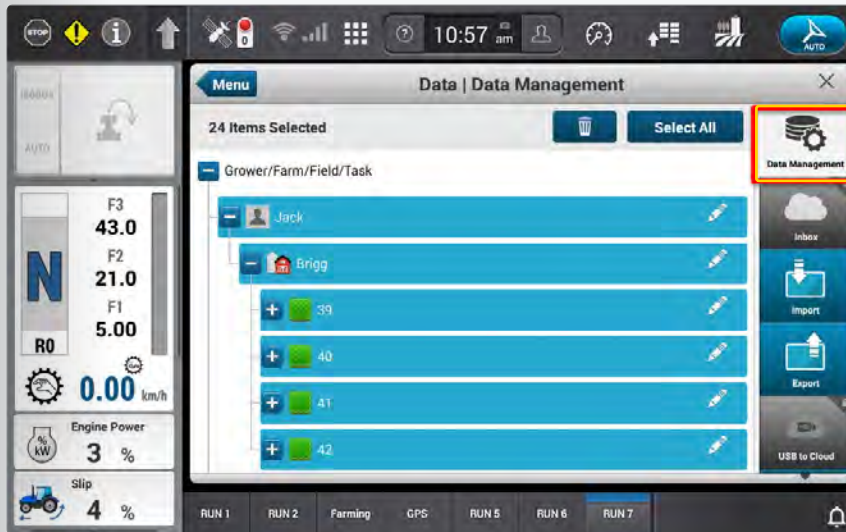 STOP
0
10:57 am
AUTO
AUTO
F3
43.0
F2
21.0
F1
5.00
N
R0
0.00 km/h
Engine Power
% kW
3 %
Slip
4 %
Menu
Data | Data Management
24 Items Selected
Select All
Grower/Farm/Field/Task
Jack
Brigg
39
40
41
42
Data Management
Inbox
Import
Export
USB to Cloud
RUN 1
RUN 2
Farming
GPS
RUN 5
RUN 6
RUN 7